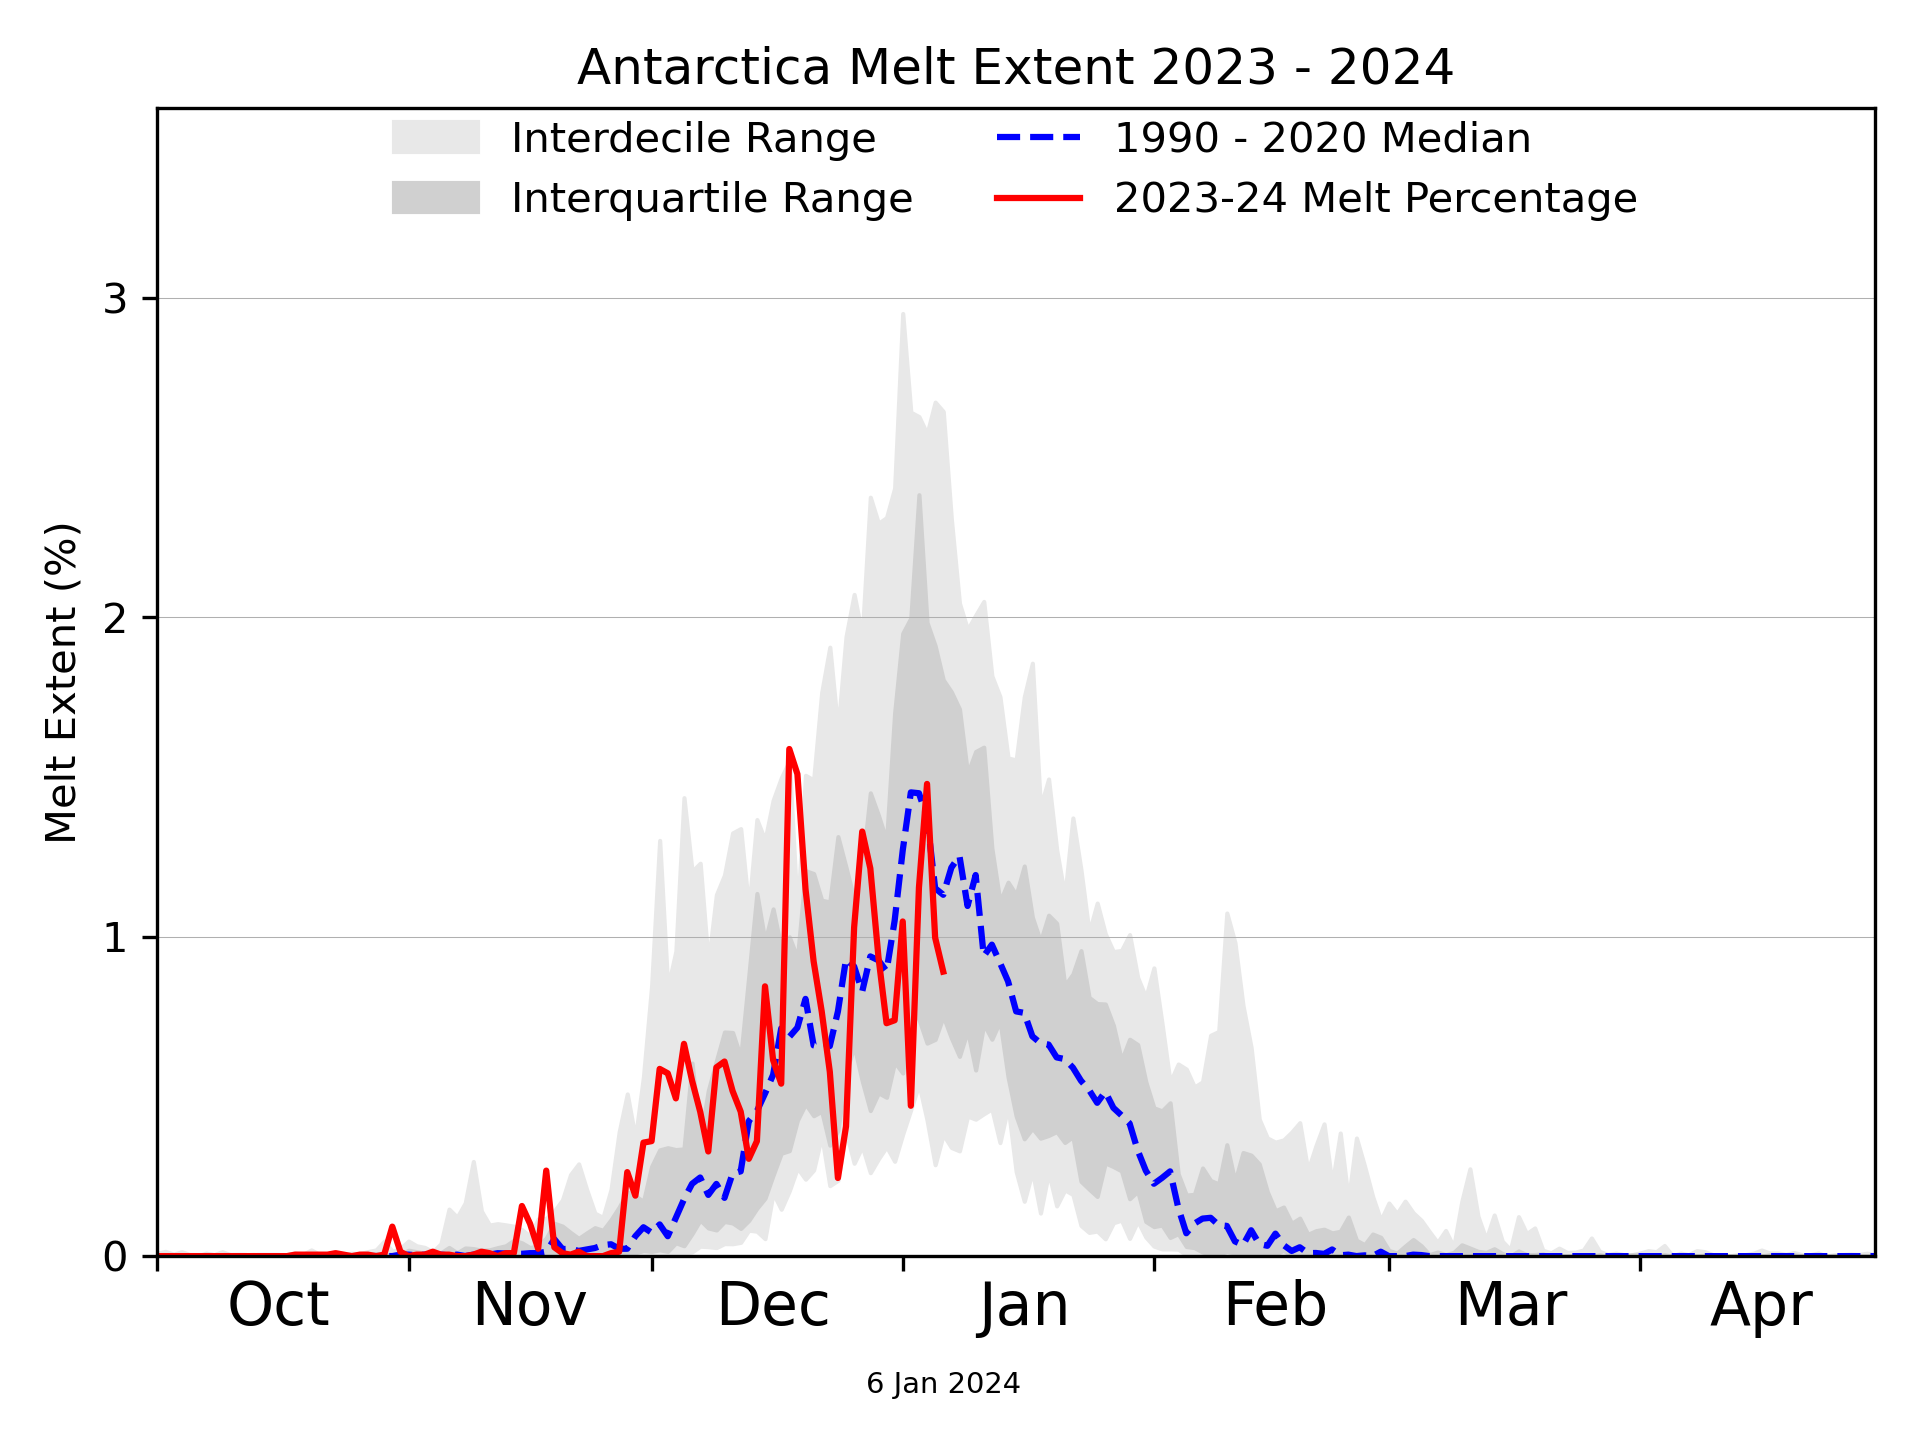 Antarctica Melt Extent 2023 - 2024
Interdecile Range
Interquartile Range
1990 - 2020 Median
2023-24 Melt Percentage
Melt Extent (%)
3
2
1
0
Oct Nov Dec Jan Feb Mar Apr
6 Jan 2024